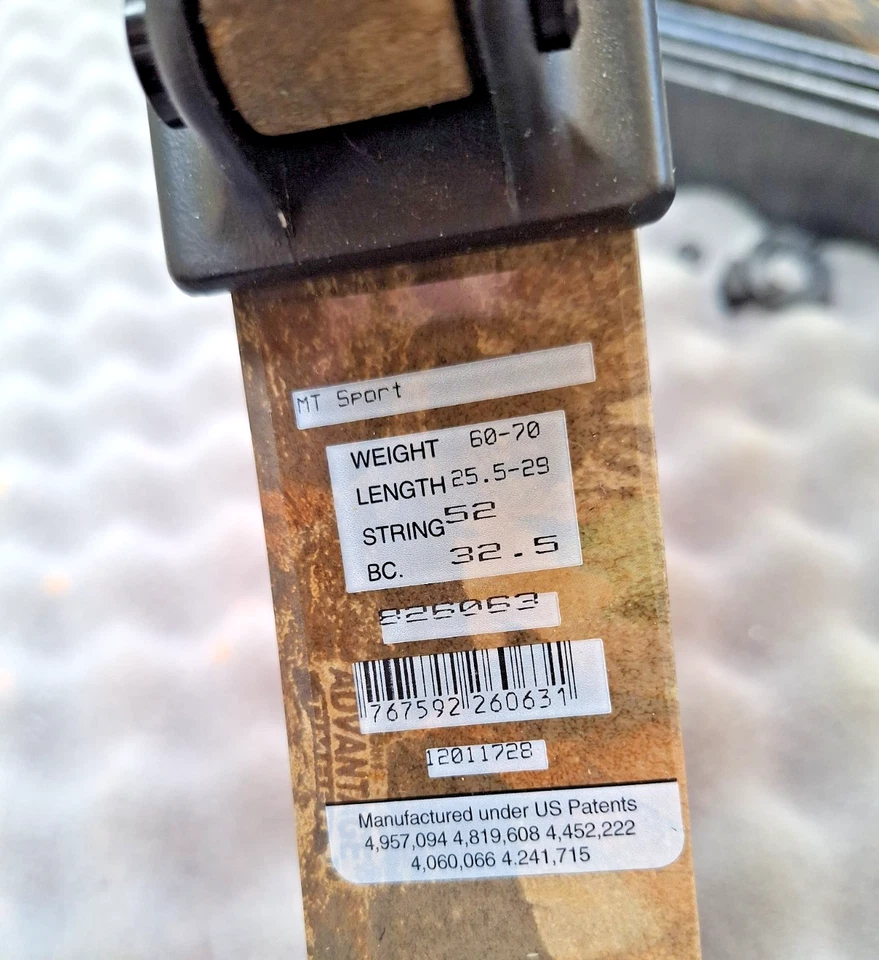 MT Sport
WEIGHT 60-70
LENGTH 25.5-29
STRING 52
BC. 32.5
826063
767592 260631
12011728
Manufactured under US Patents
4,957,094 4,819,608 4,452,222
4,060,066 4.241,715